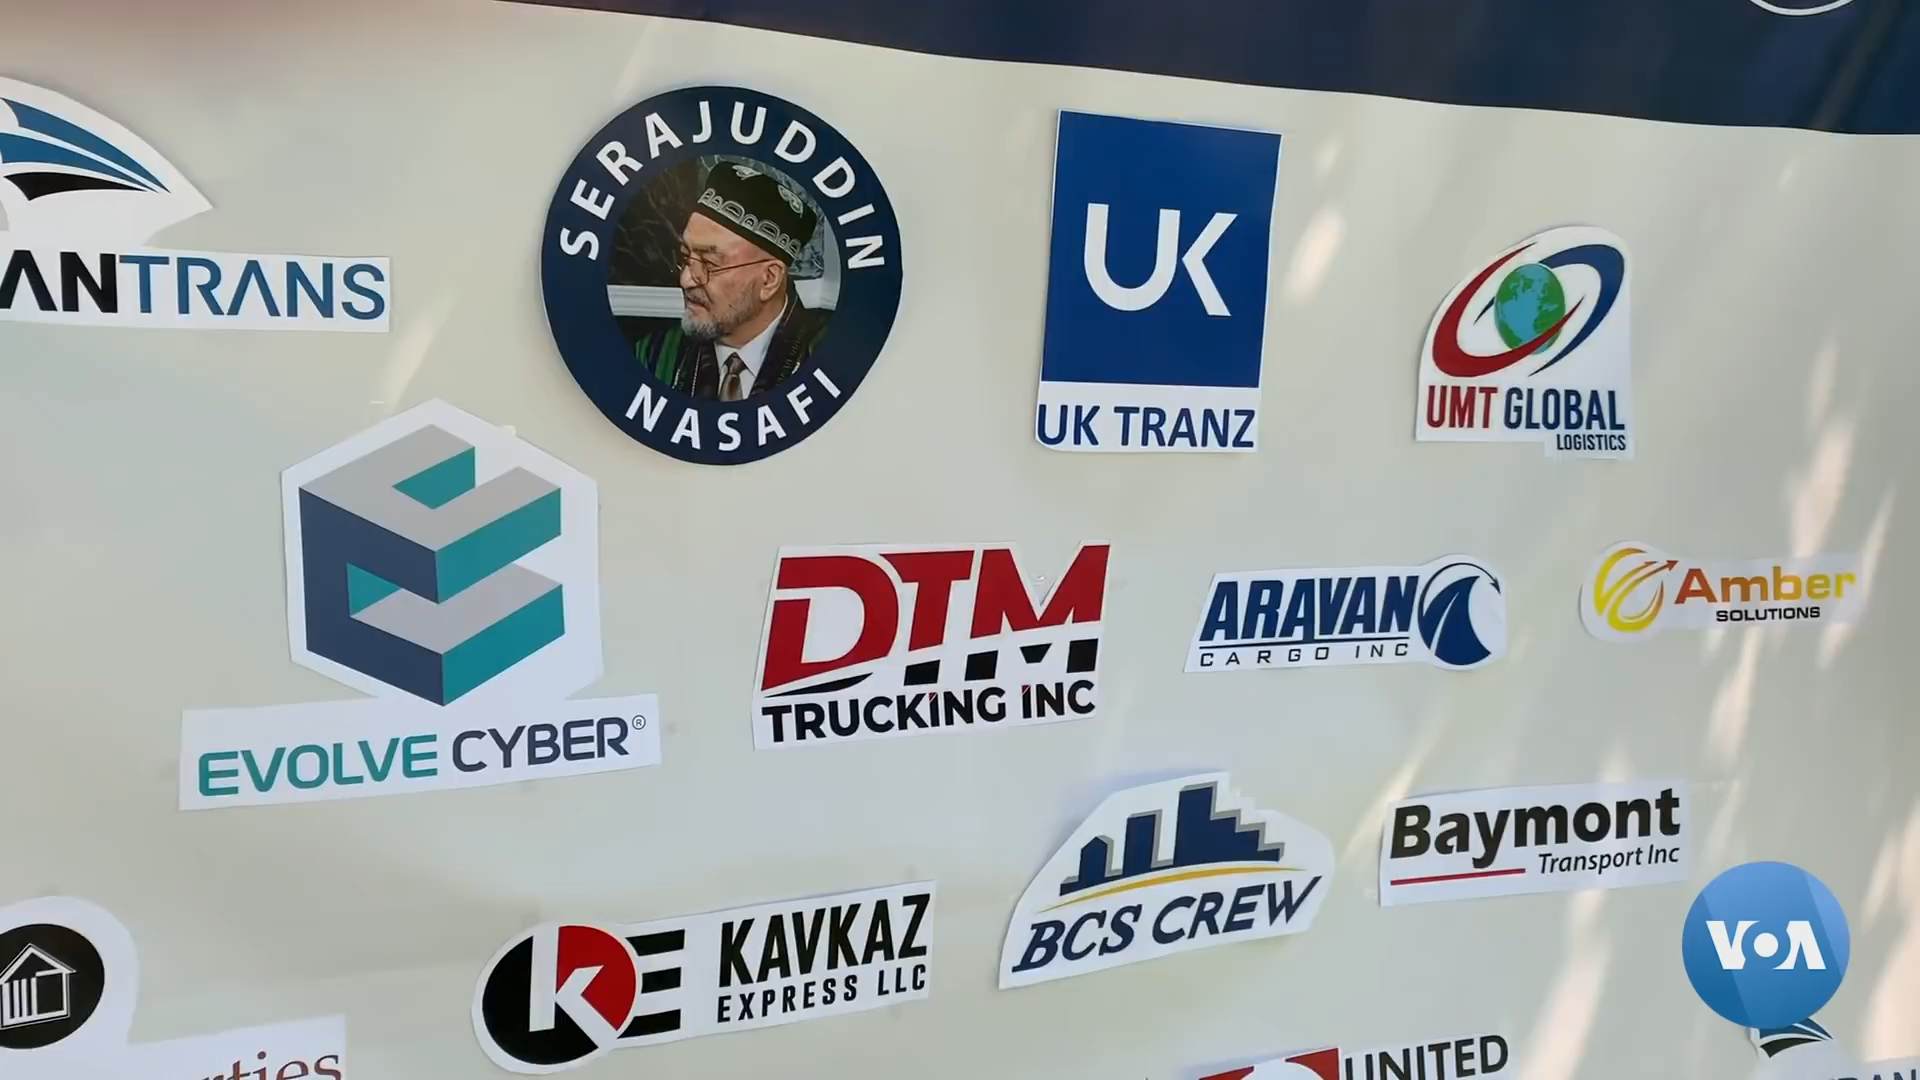 ANTRANS
SERAJUDDIN
NASAFI
UK
UK TRANZ
UMT GLOBAL
LOGISTICS
EVOLVE CYBER®
DTM
TRUCKING INC
ARAVAN
CARGO INC
Amber
SOLUTIONS
BCS CREW
Baymont
Transport Inc
KE KAVKAZ
EXPRESS LLC
VOA
UNITED